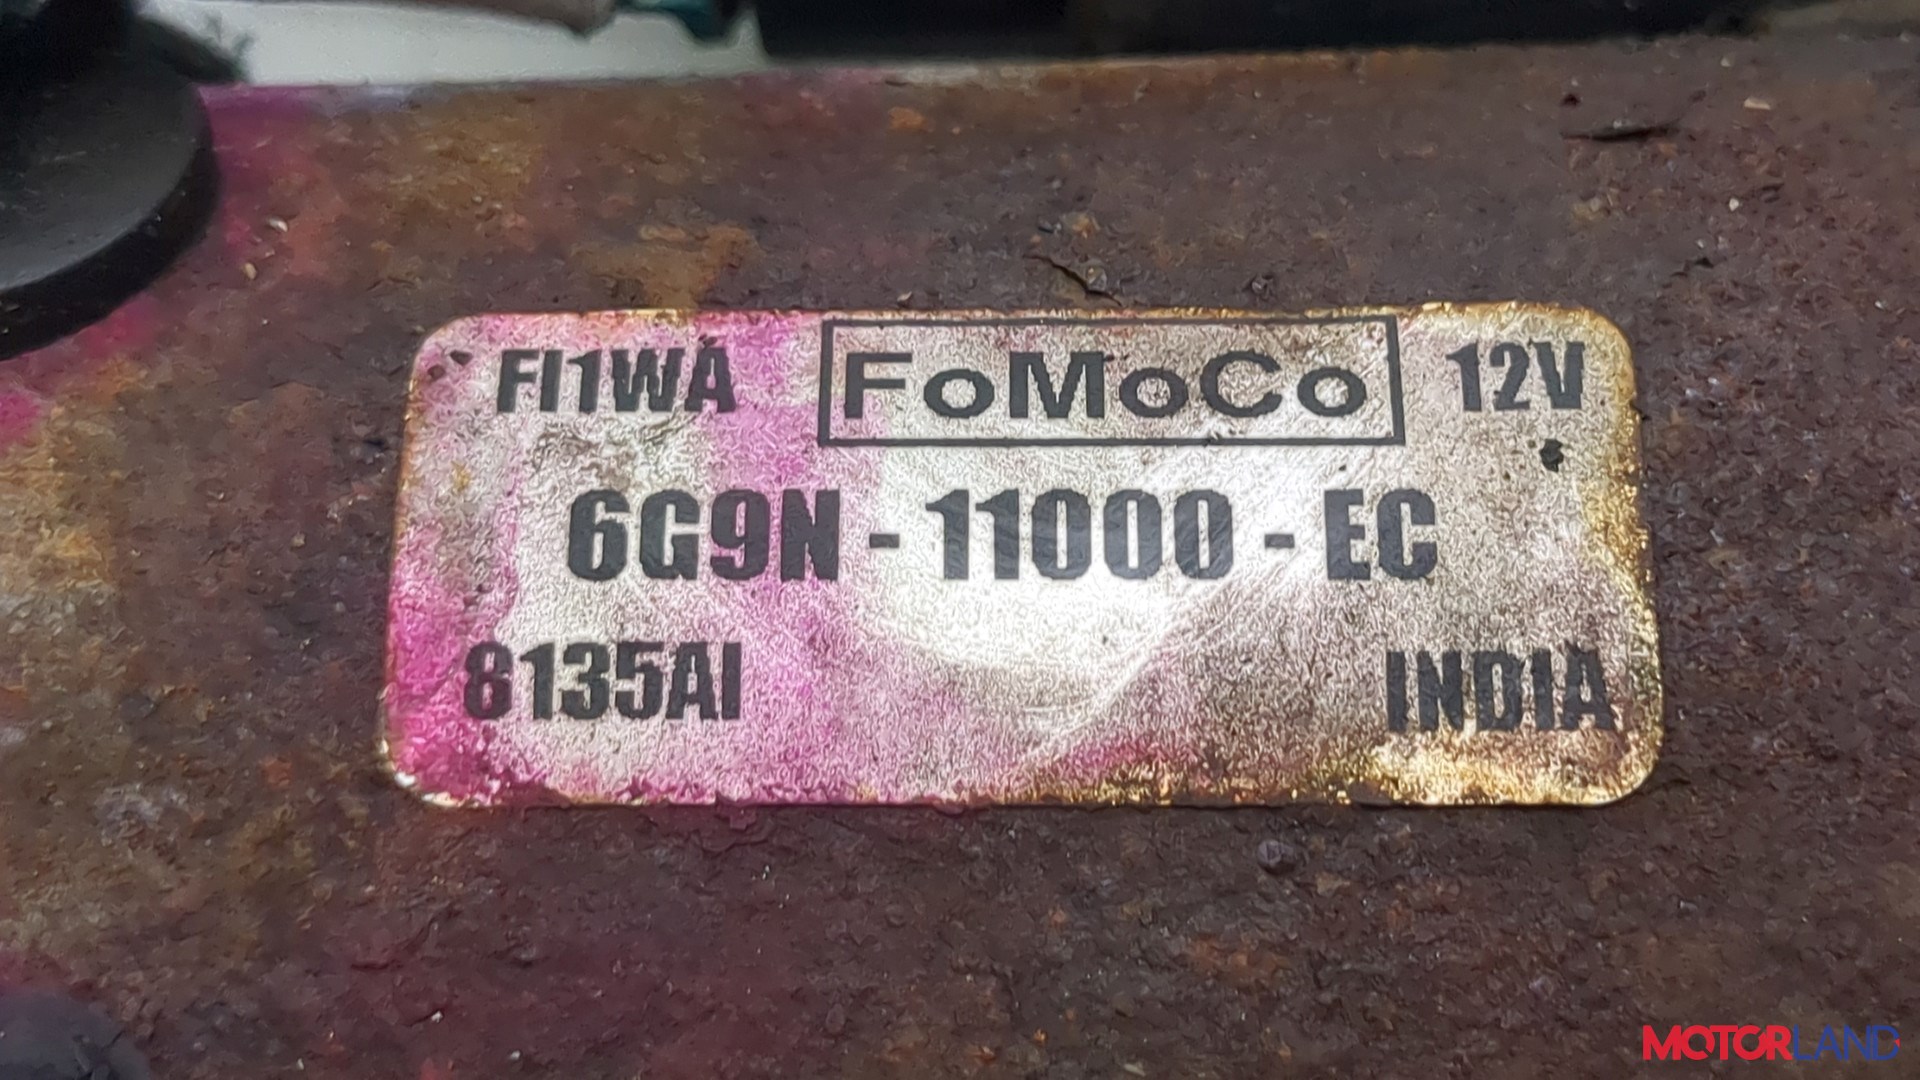 FI1WA FoMoCo 12V
6G9N - 11000 - EC
8135AI INDIA
MOTORLAND